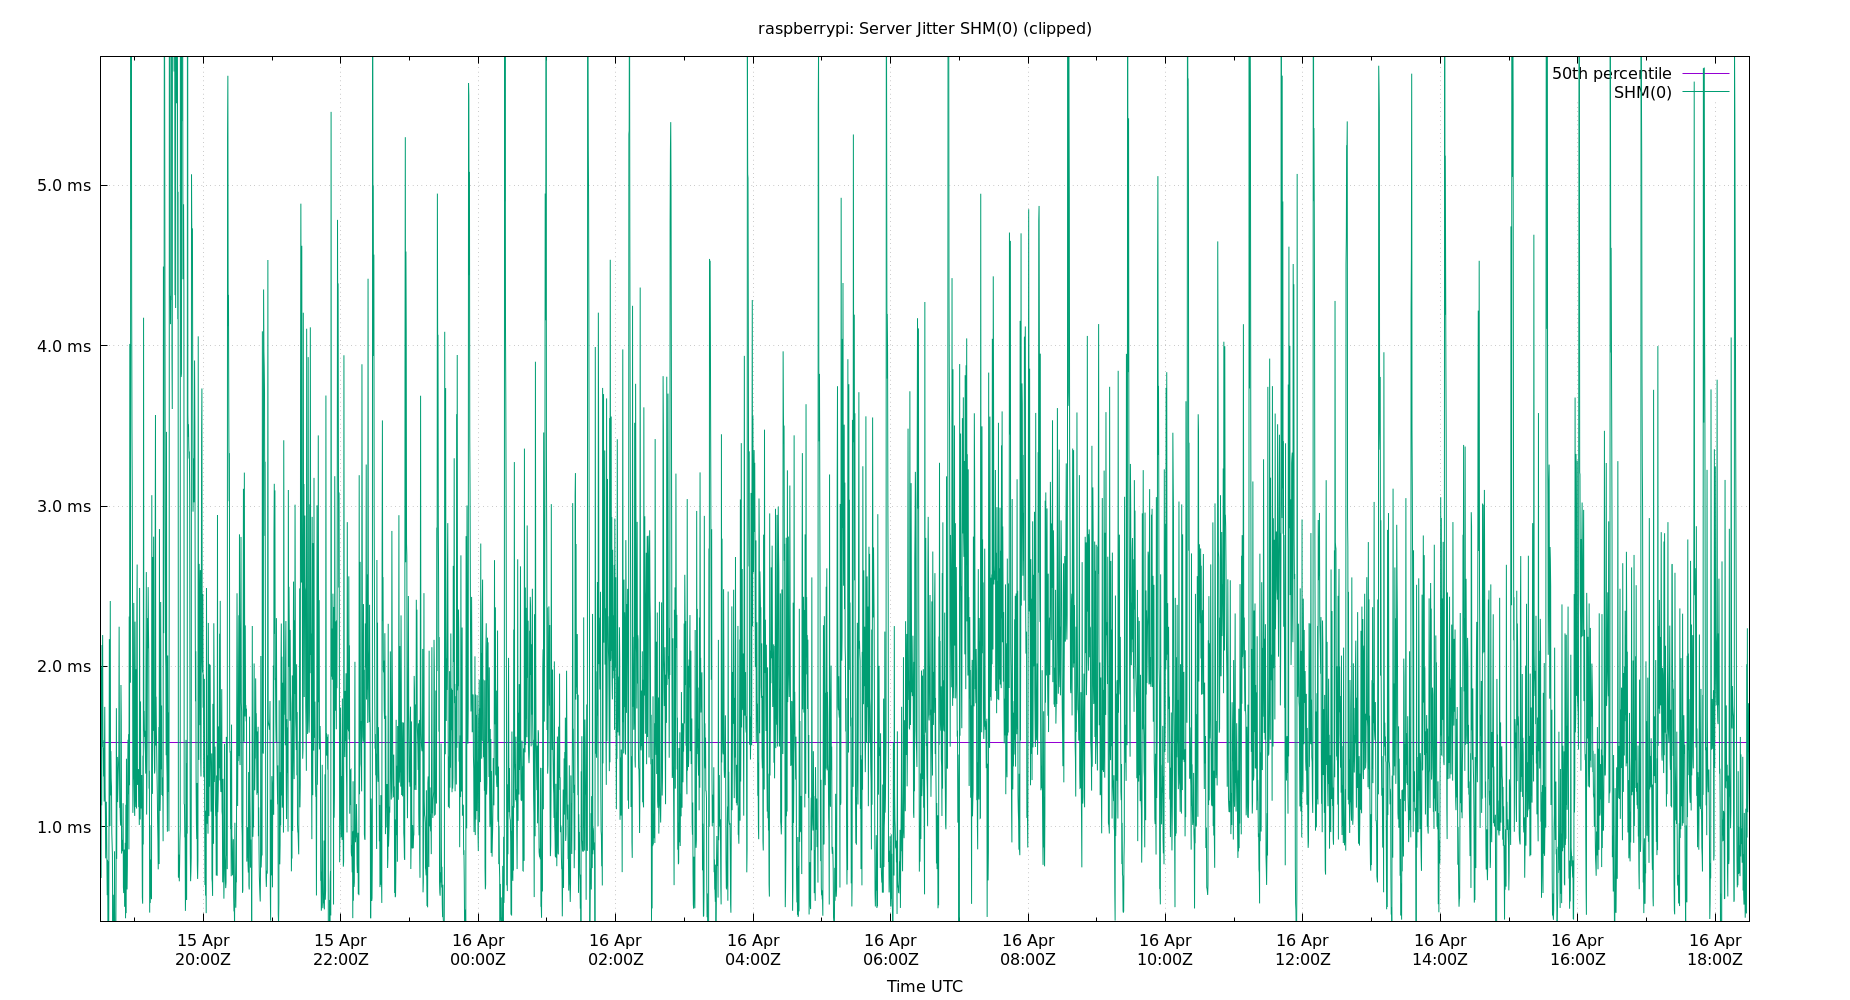 raspberrypi: Server Jitter SHM(0) (clipped)
50th percentile
SHM(0)
5.0 ms
4.0 ms
3.0 ms
2.0 ms
1.0 ms
15 Apr 15 Apr 16 Apr 16 Apr 16 Apr 16 Apr 16 Apr 16 Apr 16 Apr 16 Apr 16 Apr 16 Apr
20:00Z 22:00Z 00:00Z 02:00Z 04:00Z 06:00Z 08:00Z 10:00Z 12:00Z 14:00Z 16:00Z 18:00Z
Time UTC